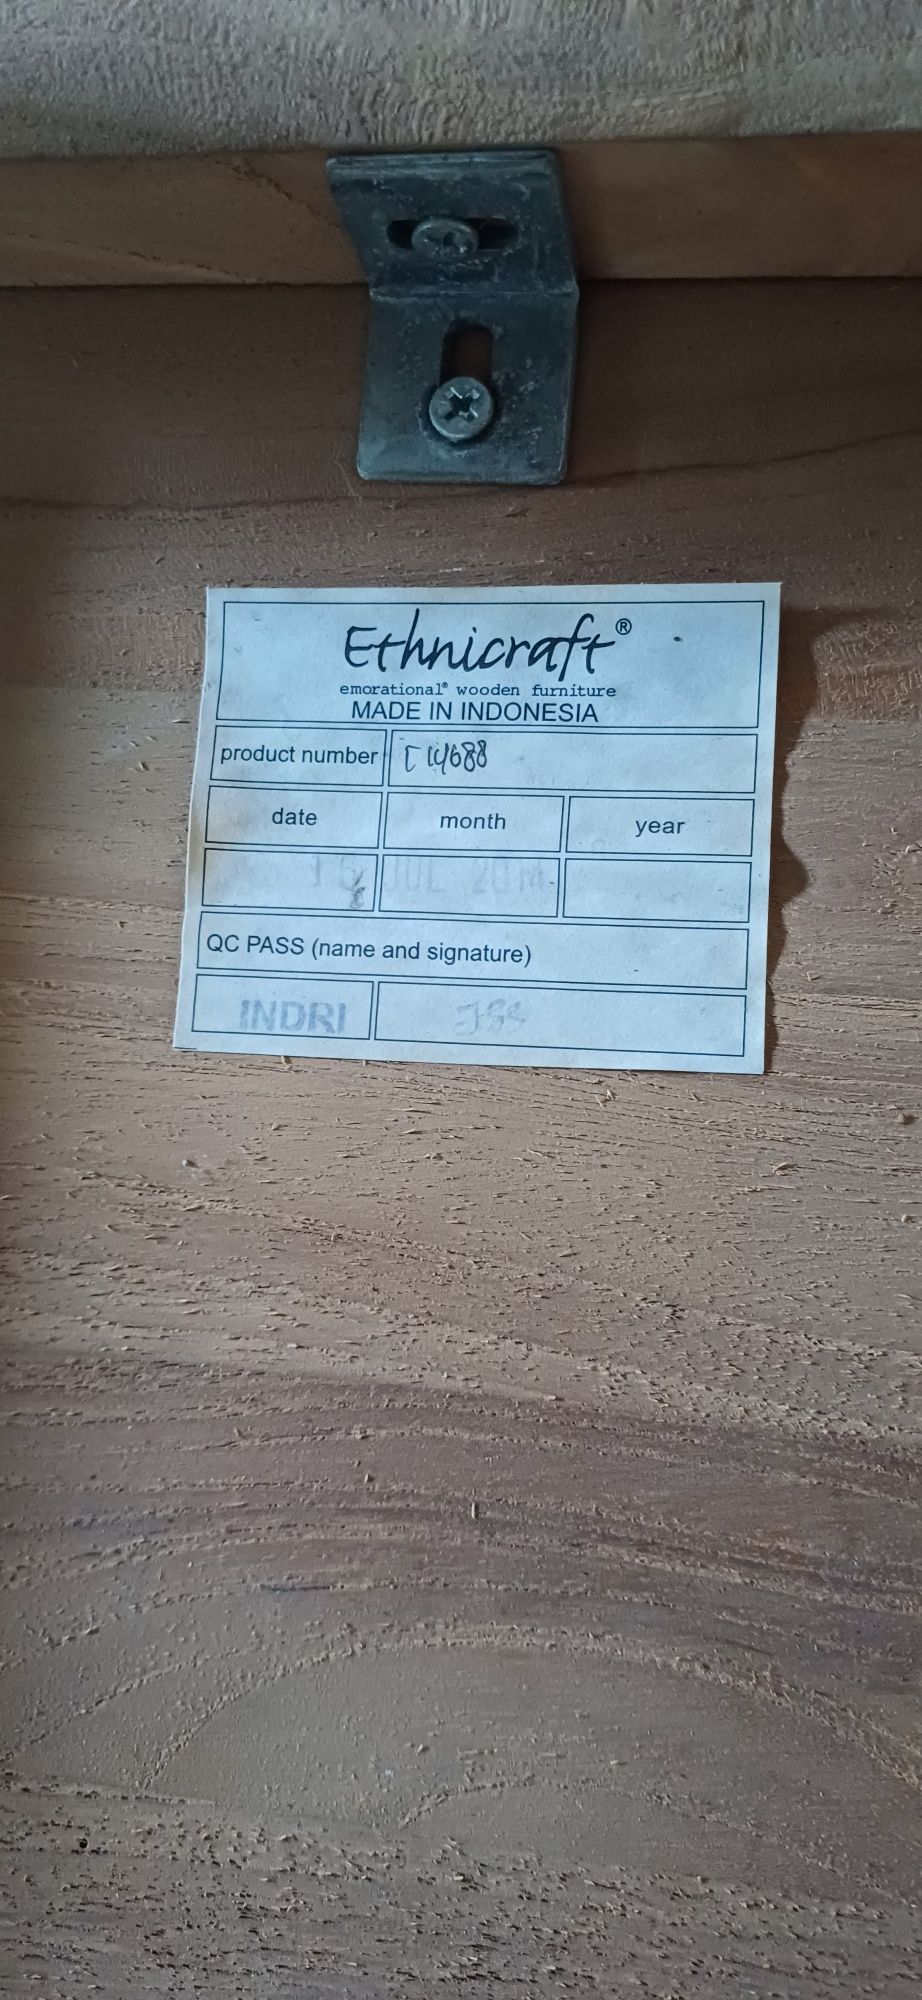 Ethnicraft®
emorational® wooden furniture
MADE IN INDONESIA
product number
date month year
JUL
QC PASS (name and signature)
INDRI